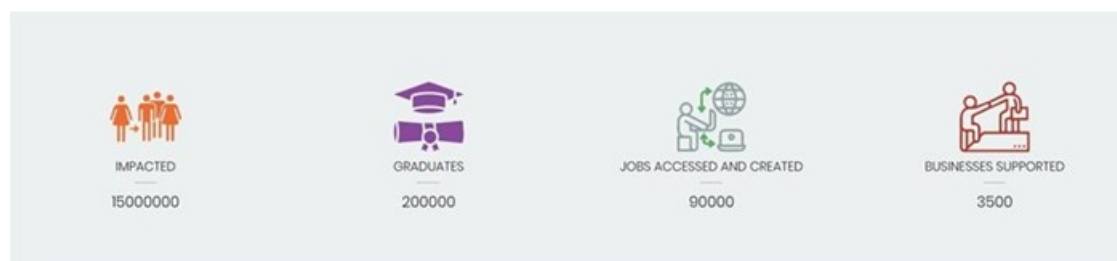 IMPACTED
15000000
GRADUATES
200000
JOBS ACCESSED AND CREATED
90000
BUSINESSES SUPPORTED
3500